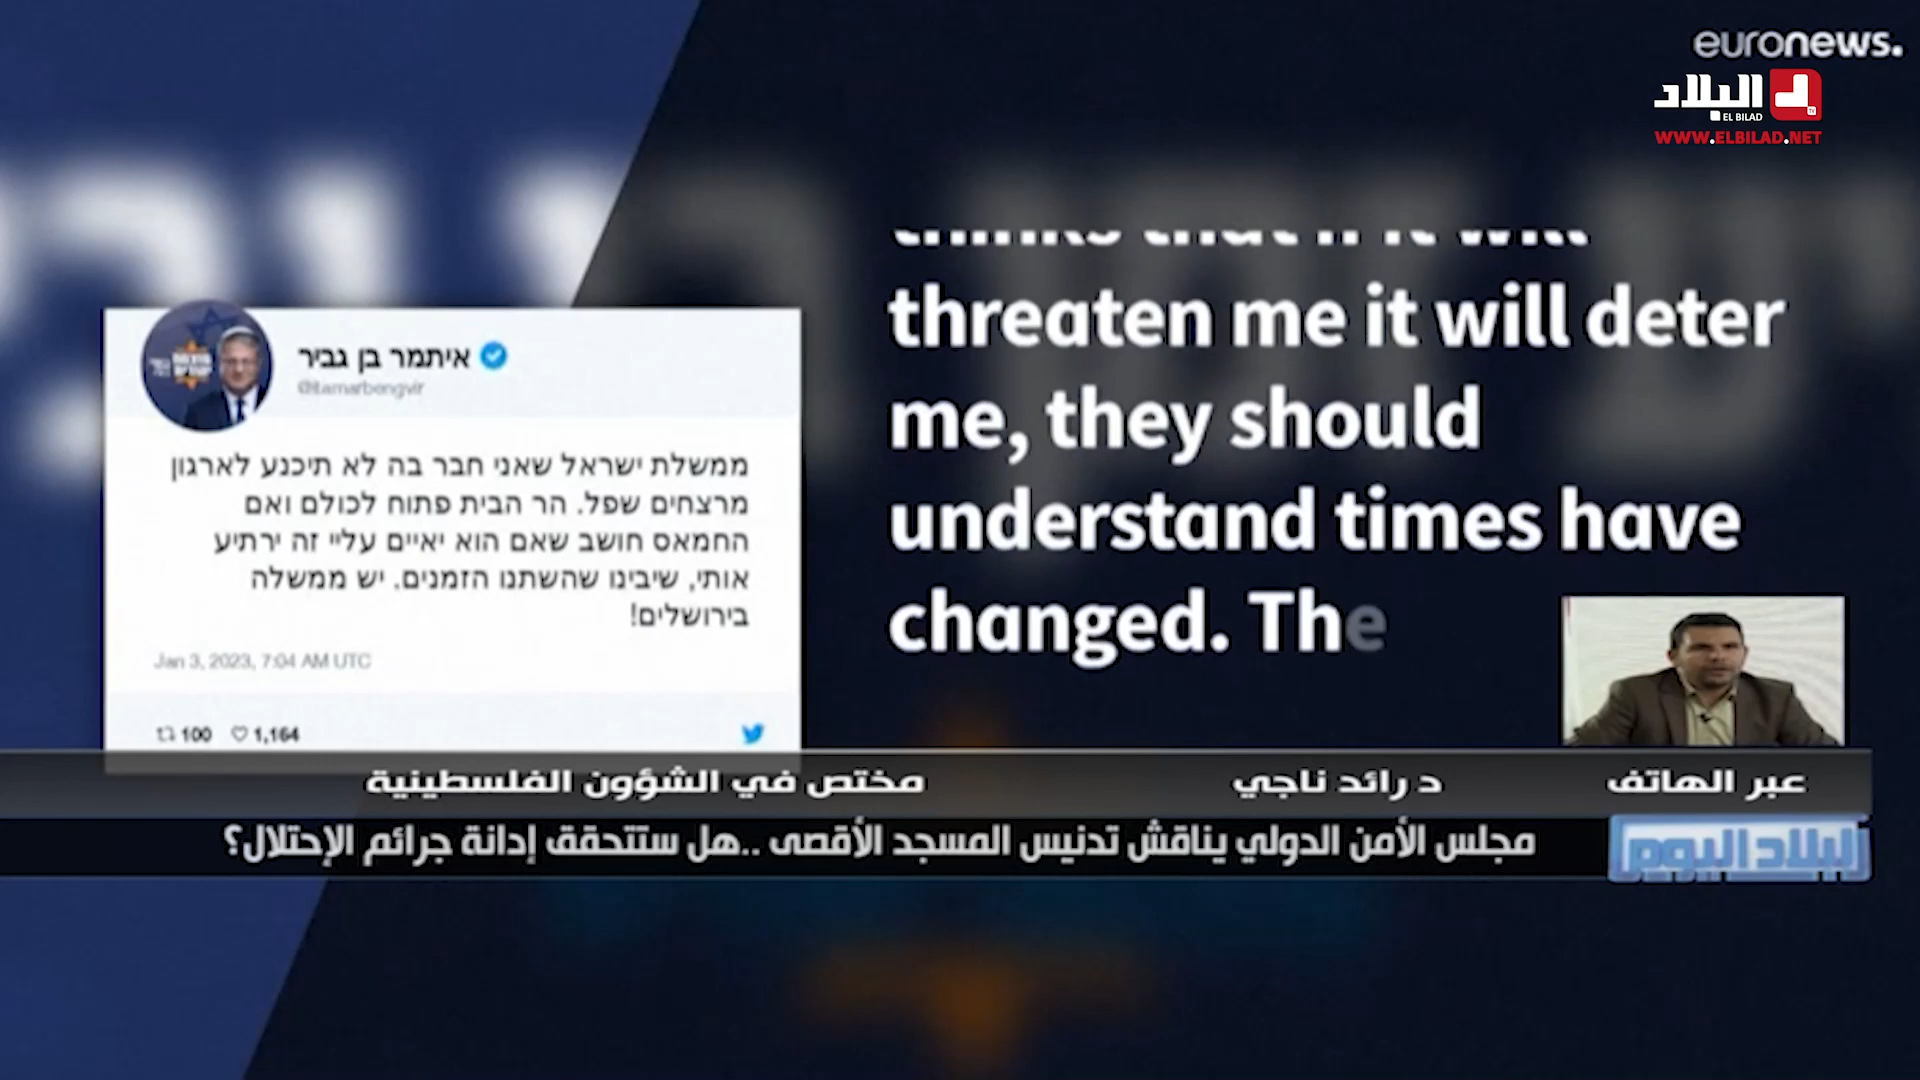 euronews.
البلاد
EL BILAD
WWW.ELBILAD.NET
threaten me it will deter
me, they should
understand times have
changed. The
איתמר בן גביר
@itamarbengvir
ממשלת ישראל שאני חבר בה לא תיכנע לארגון
מרצחים שפל. הר הבית פתוח לכולם ואם
החמאס חושב שאם הוא יאיים עליי זה ירתיע
אותי, שיבינו שהשתנו הזמנים. יש ממשלה
בירושלים!
Jan 3, 2023, 7:04 AM UTC
100 1,164
عبر الهاتف د رائد ناجي مختص في الشؤون الفلسطينية
مجلس الأمن الدولي يناقش تدنيس المسجد الأقصى ..هل ستتحقق إدانة جرائم الإحتلال؟
البلاد اليوم